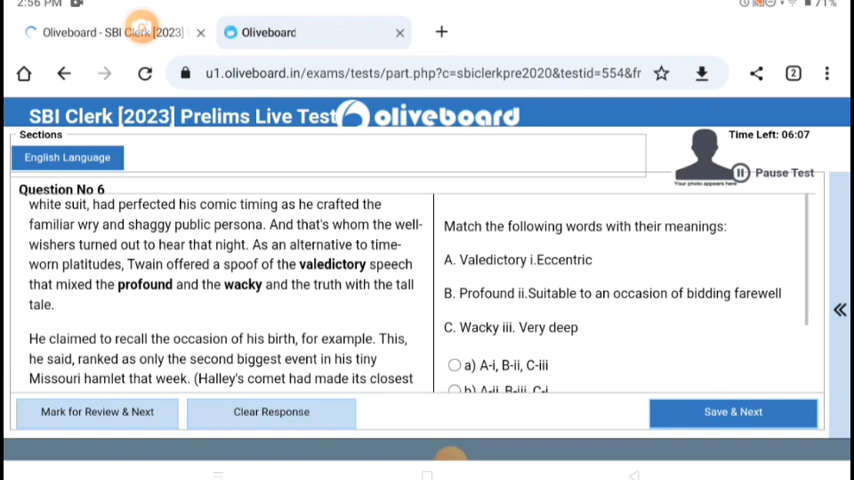 2:56 PM
71%
Oliveboard - SBI Clerk [2023]
Oliveboard
u1.oliveboard.in/exams/tests/part.php?c=sbiclerkpre2020&testid=554&fr
2
SBI Clerk [2023] Prelims Live Test
oliveboard
Sections
English Language
Time Left: 06:07
Pause Test
Your photo appears here
Question No 6
white suit, had perfected his comic timing as he crafted the
familiar wry and shaggy public persona. And that's whom the well-
wishers turned out to hear that night. As an alternative to time-
worn platitudes, Twain offered a spoof of the valedictory speech
that mixed the profound and the wacky and the truth with the tall
tale.
He claimed to recall the occasion of his birth, for example. This,
he said, ranked as only the second biggest event in his tiny
Missouri hamlet that week. (Halley's comet had made its closest
Match the following words with their meanings:
A. Valedictory i.Eccentric
B. Profound ii.Suitable to an occasion of bidding farewell
C. Wacky iii. Very deep
a) A-i, B-ii, C-iii
b) A-ii, B-iii, C-i
Mark for Review & Next
Clear Response
Save & Next